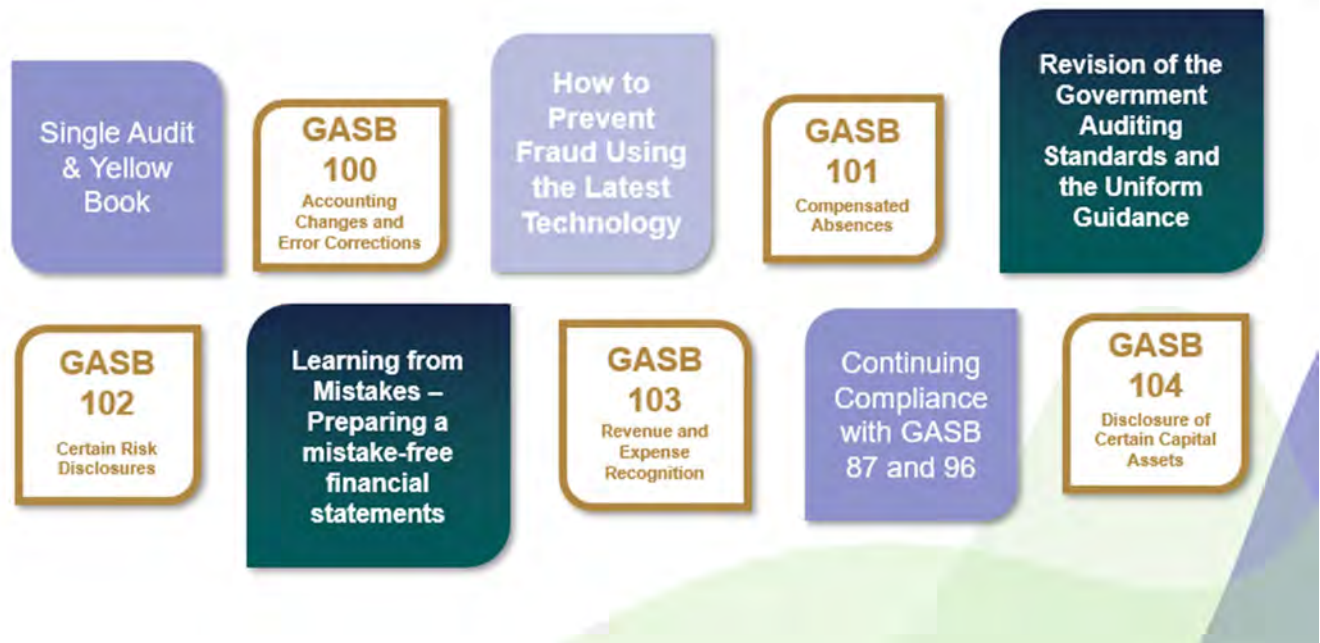 Single Audit
& Yellow
Book
GASB
100
Accounting
Changes and
Error Corrections
How to
Prevent
Fraud Using
the Latest
Technology
GASB
101
Compensated
Absences
Revision of the
Government
Auditing
Standards and
the Uniform
Guidance
GASB
102
Certain Risk
Disclosures
Learning from
Mistakes –
Preparing a
mistake-free
financial
statements
GASB
103
Revenue and
Expense
Recognition
Continuing
Compliance
with GASB
87 and 96
GASB
104
Disclosure of
Certain Capital
Assets